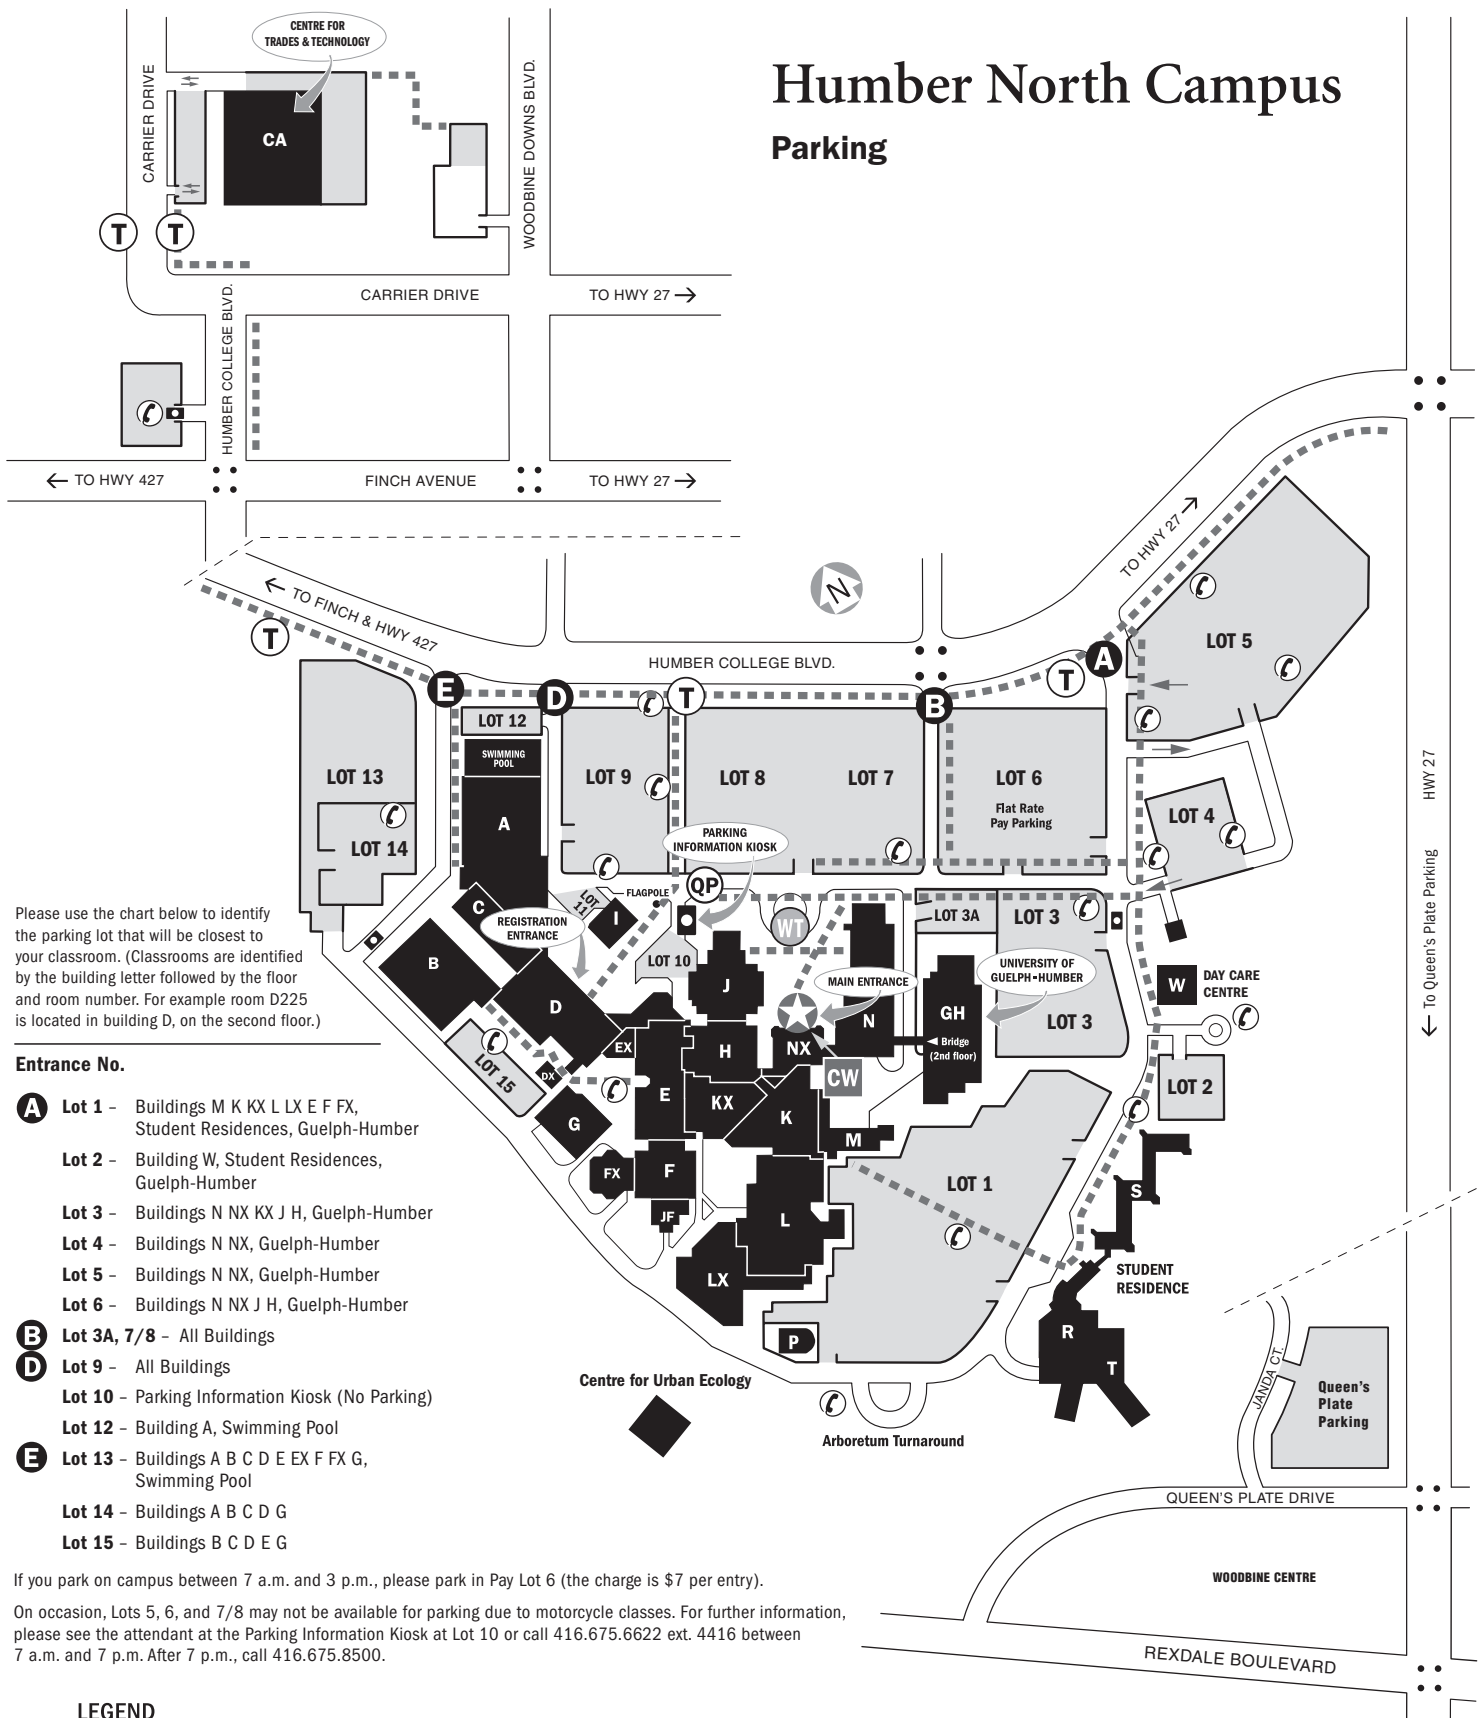 CENTRE FOR
TRADES & TECHNOLOGY
Humber North Campus
Parking
CARRIER DRIVE
WOODBINE DOWNS BLVD.
CA
T
T
HUMBER COLLEGE BLVD.
CARRIER DRIVE
TO HWY 27 →
← TO HWY 427
FINCH AVENUE
TO HWY 27 →
TO HWY 27 →
← TO FINCH & HWY 427
N
T
HUMBER COLLEGE BLVD.
E
D
T
B
T
A
LOT 5
LOT 12
SWIMMING
POOL
LOT 13
LOT 14
A
LOT 9
LOT 8
LOT 7
LOT 6
Flat Rate
Pay Parking
LOT 4
HWY 27
← To Queen's Plate Parking
PARKING
INFORMATION KIOSK
QP
FLAGPOLE
LOT
11
I
C
REGISTRATION
ENTRANCE
WT
LOT 3A
LOT 3
B
LOT 10
J
MAIN ENTRANCE
UNIVERSITY OF
GUELPH-HUMBER
W
DAY CARE
CENTRE
D
N
GH
Bridge
(2nd floor)
LOT 3
EX
H
NX
CW
LOT 15
DX
G
E
KX
K
M
LOT 2
FX
F
JF
L
LX
LOT 1
S
STUDENT
RESIDENCE
P
R
T
Centre for Urban Ecology
Arboretum Turnaround
JANDA CT.
Queen's
Plate
Parking
QUEEN'S PLATE DRIVE
WOODBINE CENTRE
REXDALE BOULEVARD
Please use the chart below to identify
the parking lot that will be closest to
your classroom. (Classrooms are identified
by the building letter followed by the floor
and room number. For example room D225
is located in building D, on the second floor.)
Entrance No.
A Lot 1 – Buildings M K KX L LX E F FX,
Student Residences, Guelph-Humber
Lot 2 – Building W, Student Residences,
Guelph-Humber
Lot 3 – Buildings N NX KX J H, Guelph-Humber
Lot 4 – Buildings N NX, Guelph-Humber
Lot 5 – Buildings N NX, Guelph-Humber
Lot 6 – Buildings N NX J H, Guelph-Humber
B Lot 3A, 7/8 – All Buildings
D Lot 9 – All Buildings
Lot 10 – Parking Information Kiosk (No Parking)
Lot 12 – Building A, Swimming Pool
E Lot 13 – Buildings A B C D E EX F FX G,
Swimming Pool
Lot 14 – Buildings A B C D G
Lot 15 – Buildings B C D E G
If you park on campus between 7 a.m. and 3 p.m., please park in Pay Lot 6 (the charge is $7 per entry).
On occasion, Lots 5, 6, and 7/8 may not be available for parking due to motorcycle classes. For further information,
please see the attendant at the Parking Information Kiosk at Lot 10 or call 416.675.6622 ext. 4416 between
7 a.m. and 7 p.m. After 7 p.m., call 416.675.8500.
LEGEND